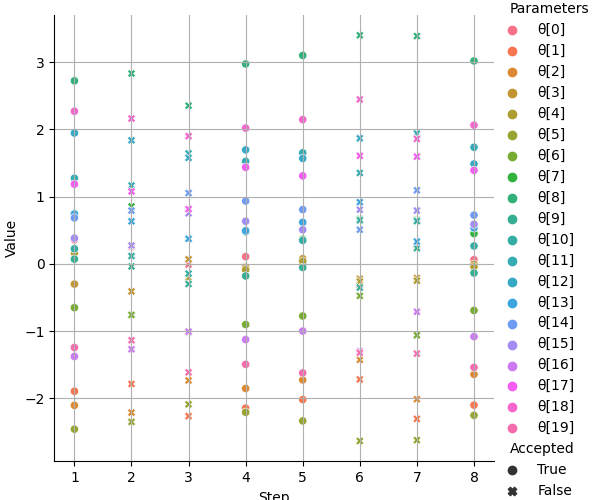 Parameters
θ[0]
θ[1]
θ[2]
θ[3]
θ[4]
θ[5]
θ[6]
θ[7]
θ[8]
θ[9]
θ[10]
θ[11]
θ[12]
θ[13]
θ[14]
θ[15]
θ[16]
θ[17]
θ[18]
θ[19]
Accepted
True
False
Value
3
2
1
0
−1
−2
1 2 3 4 5 6 7 8
Step